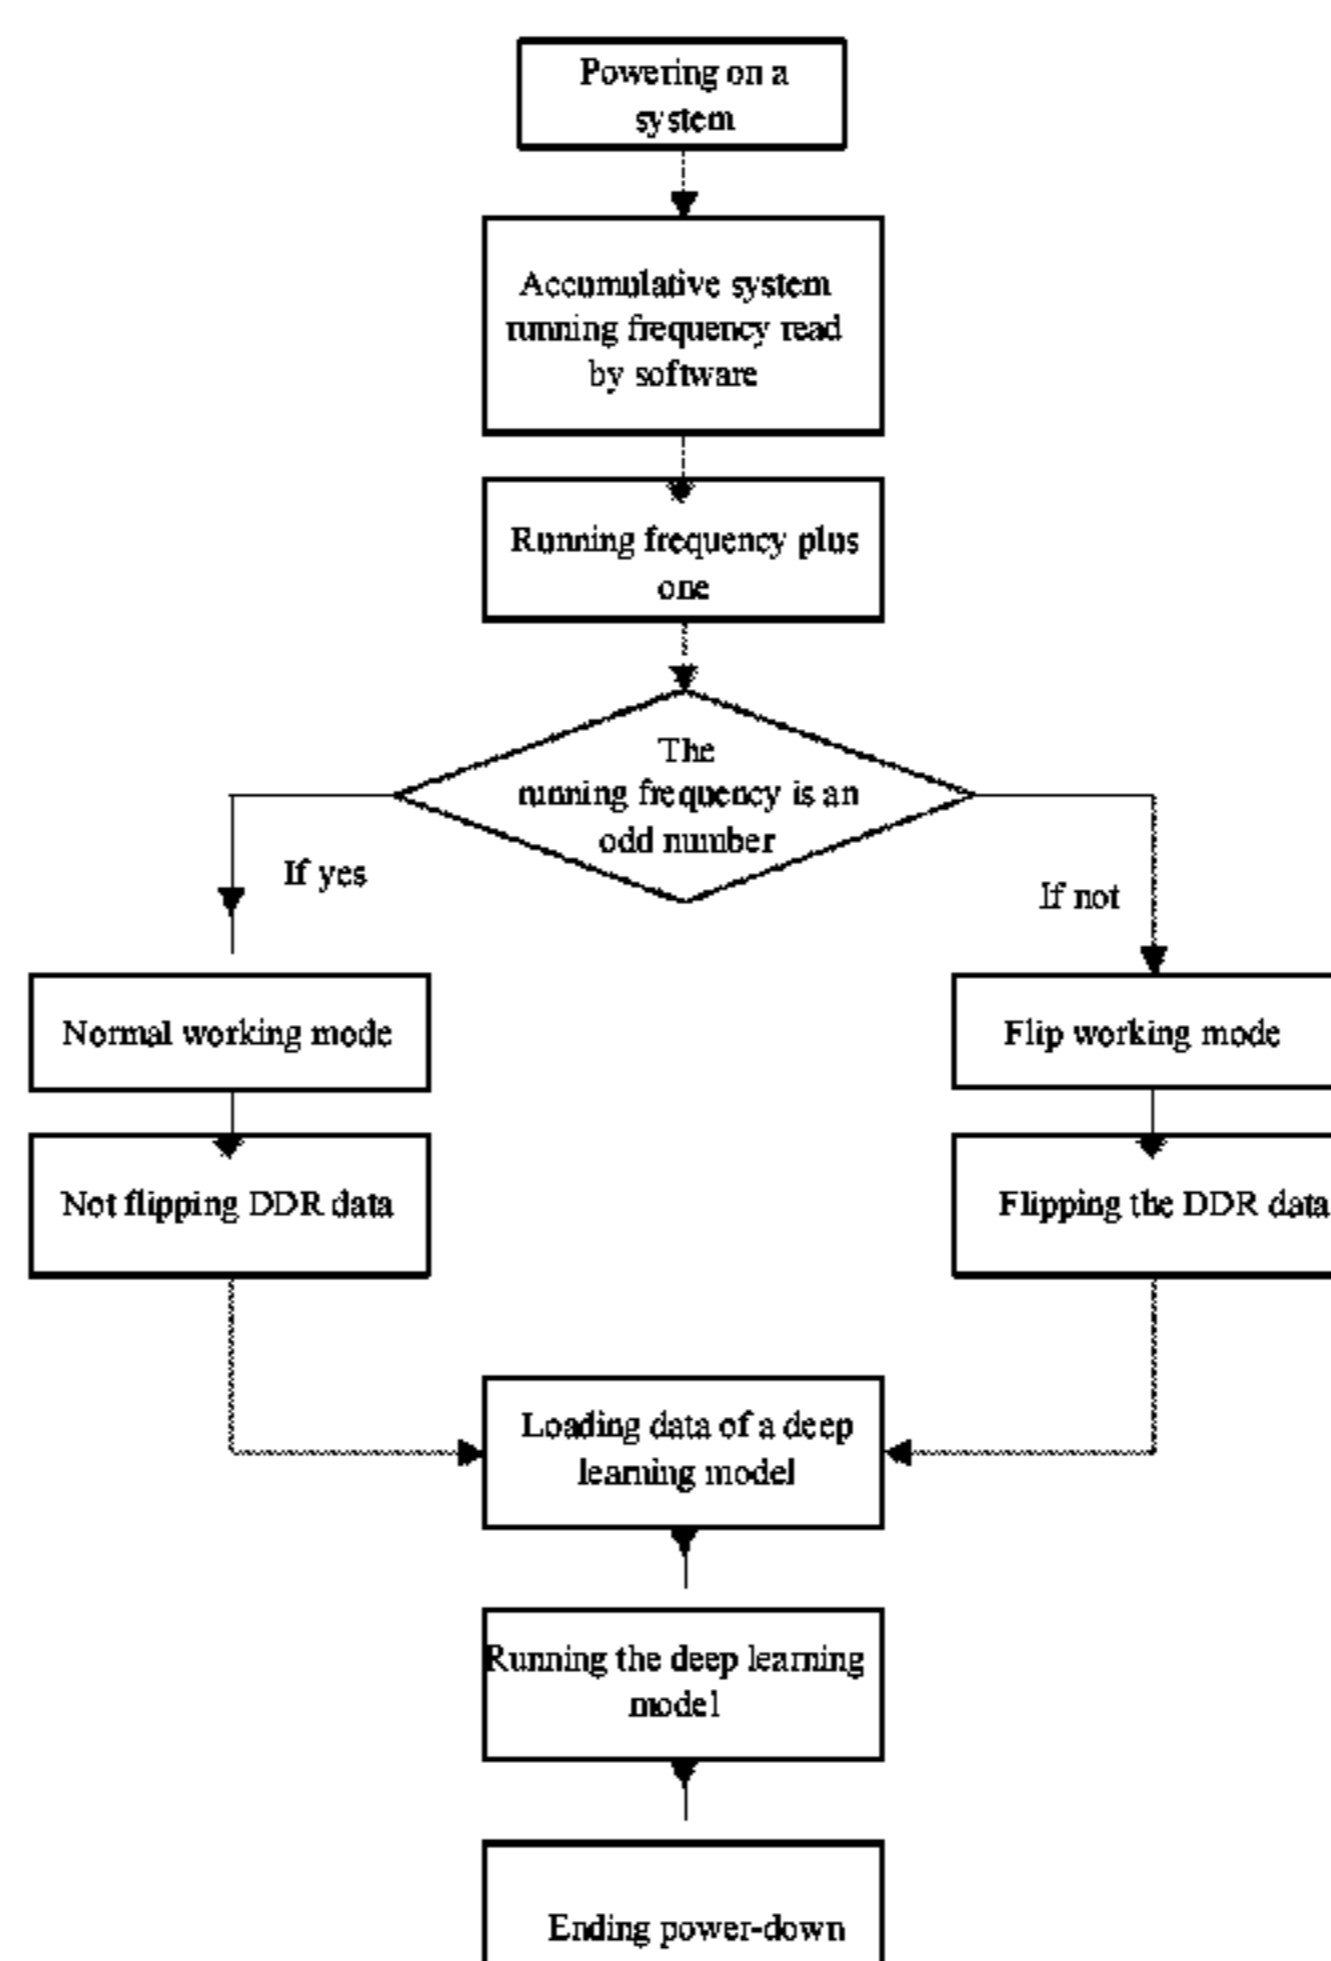 Powering on a
system
Accumulative system
running frequency read
by software
Running frequency plus
one
The
running frequency is an
odd number
If yes
If not
Normal working mode
Flip working mode
Not flipping DDR data
Flipping the DDR data
Loading data of a deep
learning model
Running the deep learning
model
Ending power-down